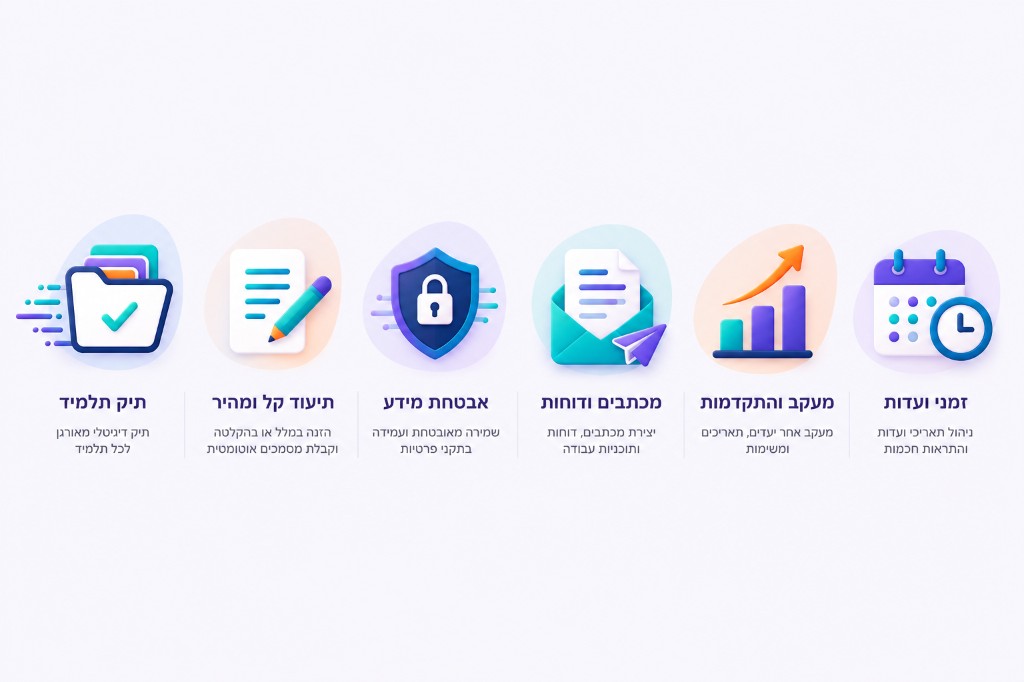 זמני ועדות
ניהול תאריכי ועדות
והתראות חכמות
מעקב והתקדמות
מעקב אחר יעדים, תאריכים
ומשימות
מכתבים ודוחות
יצירת מכתבים, דוחות
ותוכניות עבודה
אבטחת מידע
שמירה מאובטחת ועמידה
בתקני פרטיות
תיעוד קל ומהיר
הזנה במלל או בהקלטה
וקבלת מסמכים אוטומטית
תיק תלמיד
תיק דיגיטלי מאורגן
לכל תלמיד